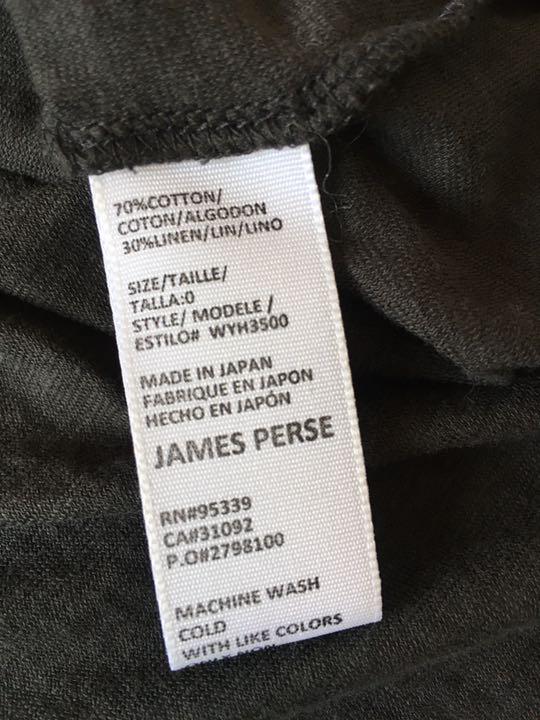 70%COTTON/
COTON/ALGODON
30%LINEN/LIN/LINO
SIZE/TAILLE/
TALLA:0
STYLE/ MODELE /
ESTILO# WYH3500
MADE IN JAPAN
FABRIQUE EN JAPON
HECHO EN JAPÓN
JAMES PERSE
RN#95339
CA#31092
P.O#2798100
MACHINE WASH
COLD
WITH LIKE COLORS